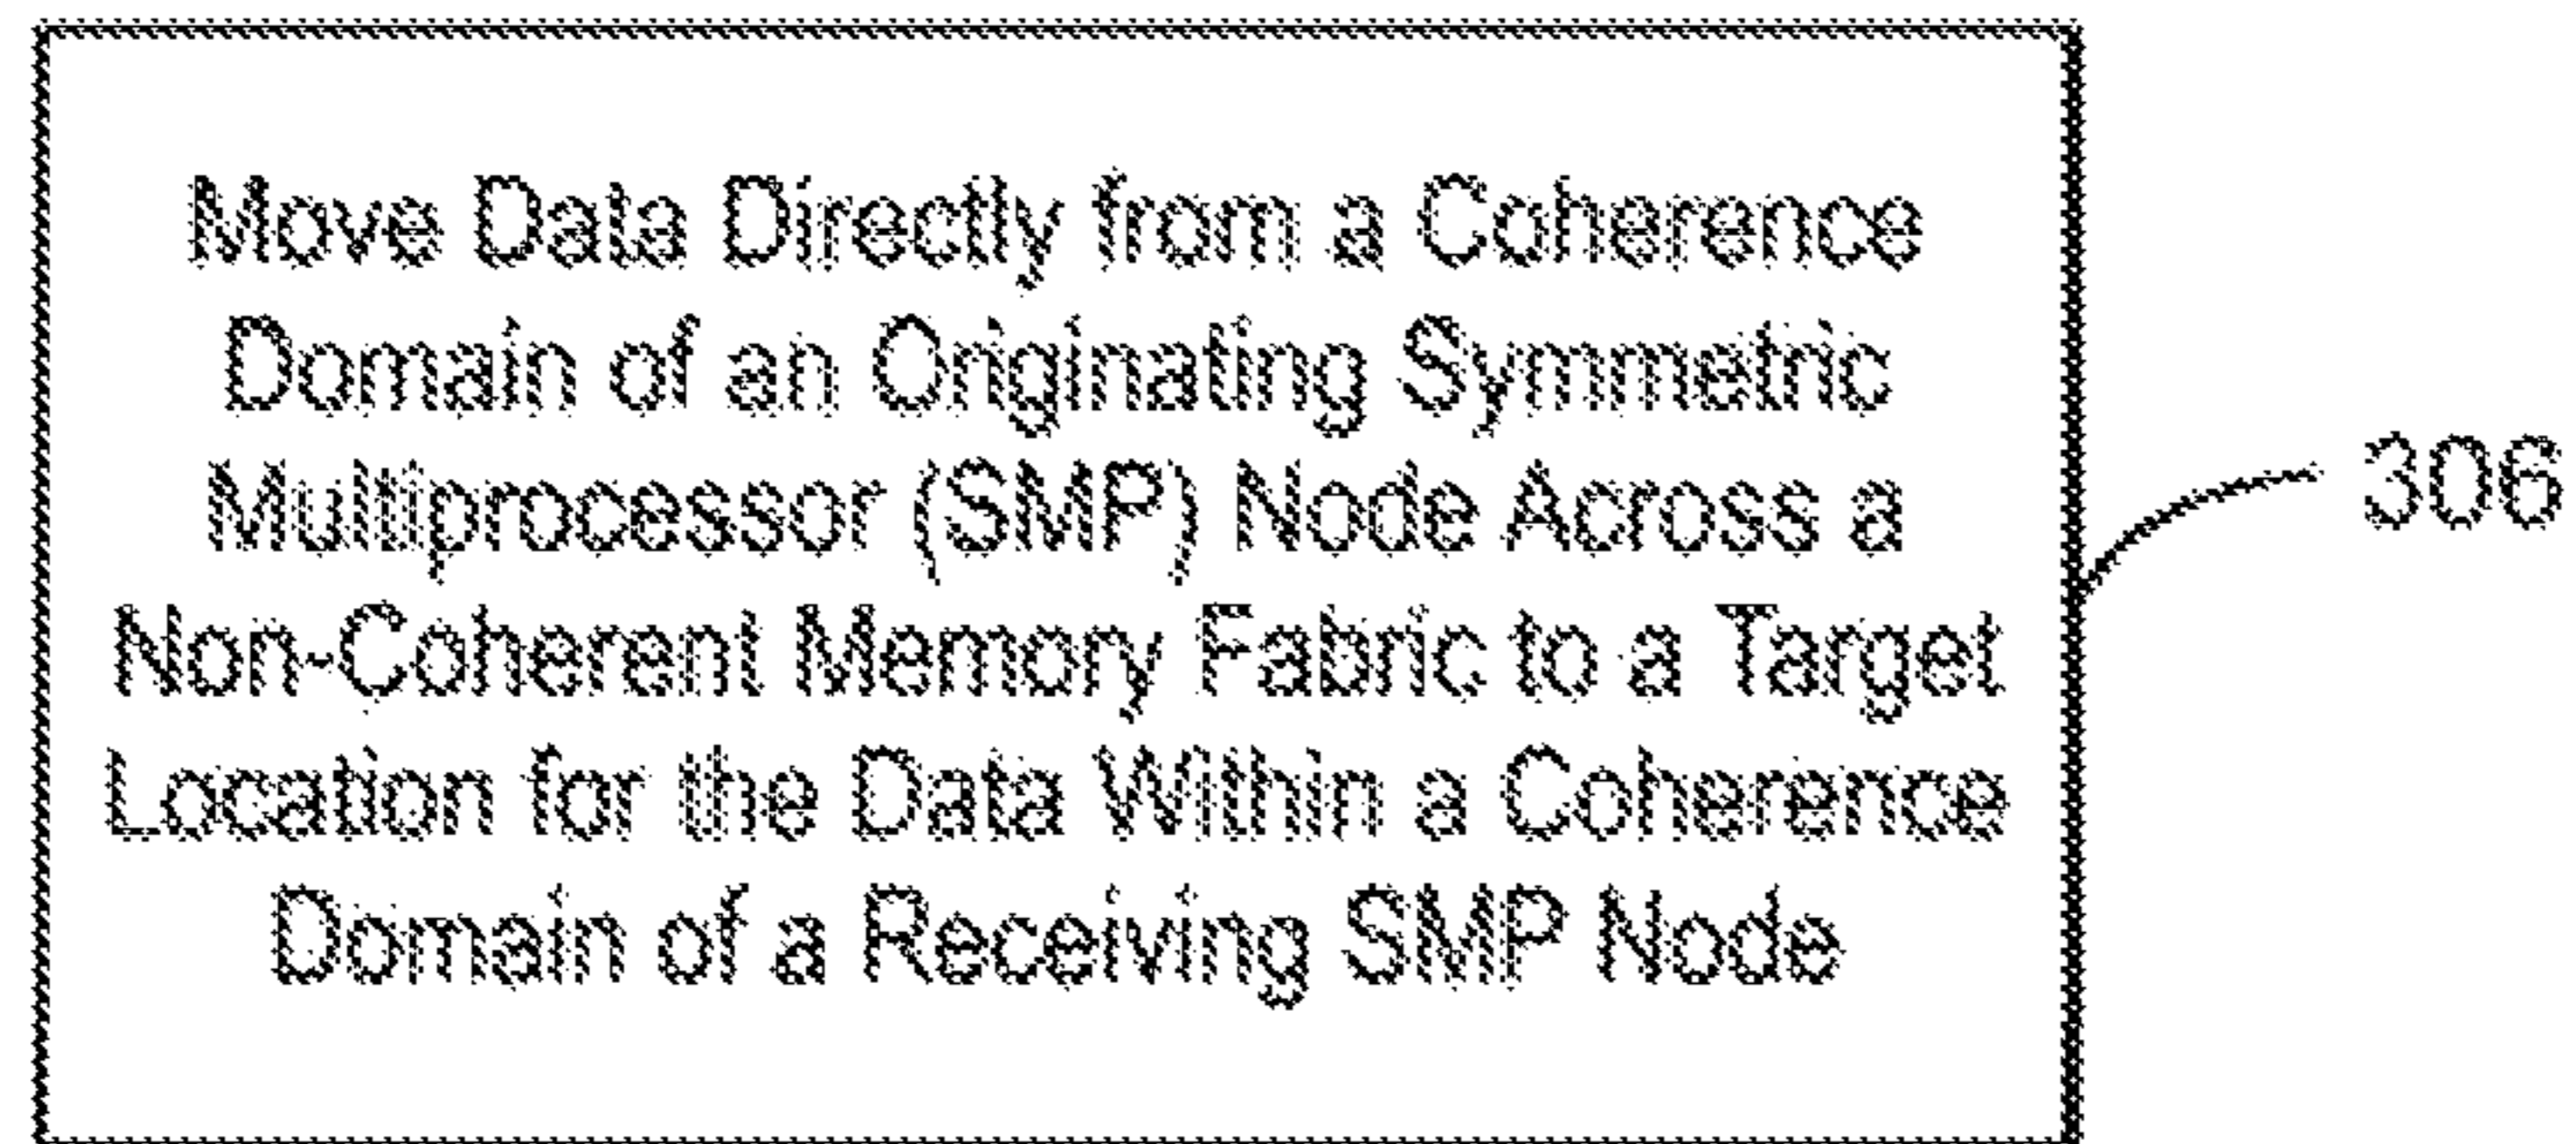 Move Data Directly from a Coherence
Domain of an Originating Symmetric
Multiprocessor (SMP) Node Across a
Non-Coherent Memory Fabric to a Target
Location for the Data Within a Coherence
Domain of a Receiving SMP Node
306